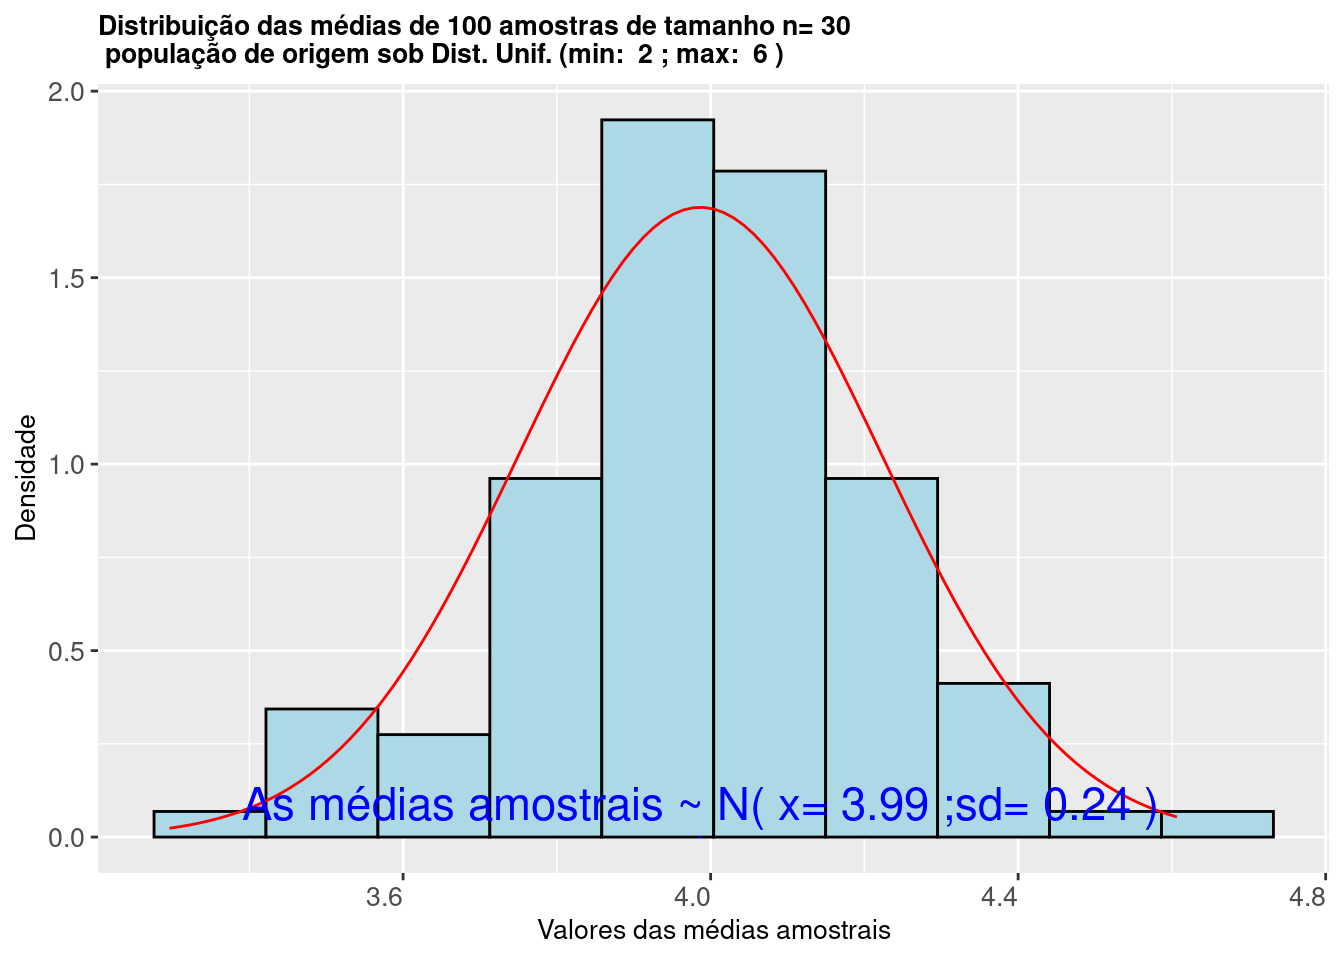 Distribuição das médias de 100 amostras de tamanho n= 30
população de origem sob Dist. Unif. (min:  2 ; max:  6 )
2.0
1.5
1.0
0.5
0.0
Densidade
As médias amostrais ~ N( x= 3.99 ;sd= 0.24 )
3.6
4.0
4.4
4.8
Valores das médias amostrais